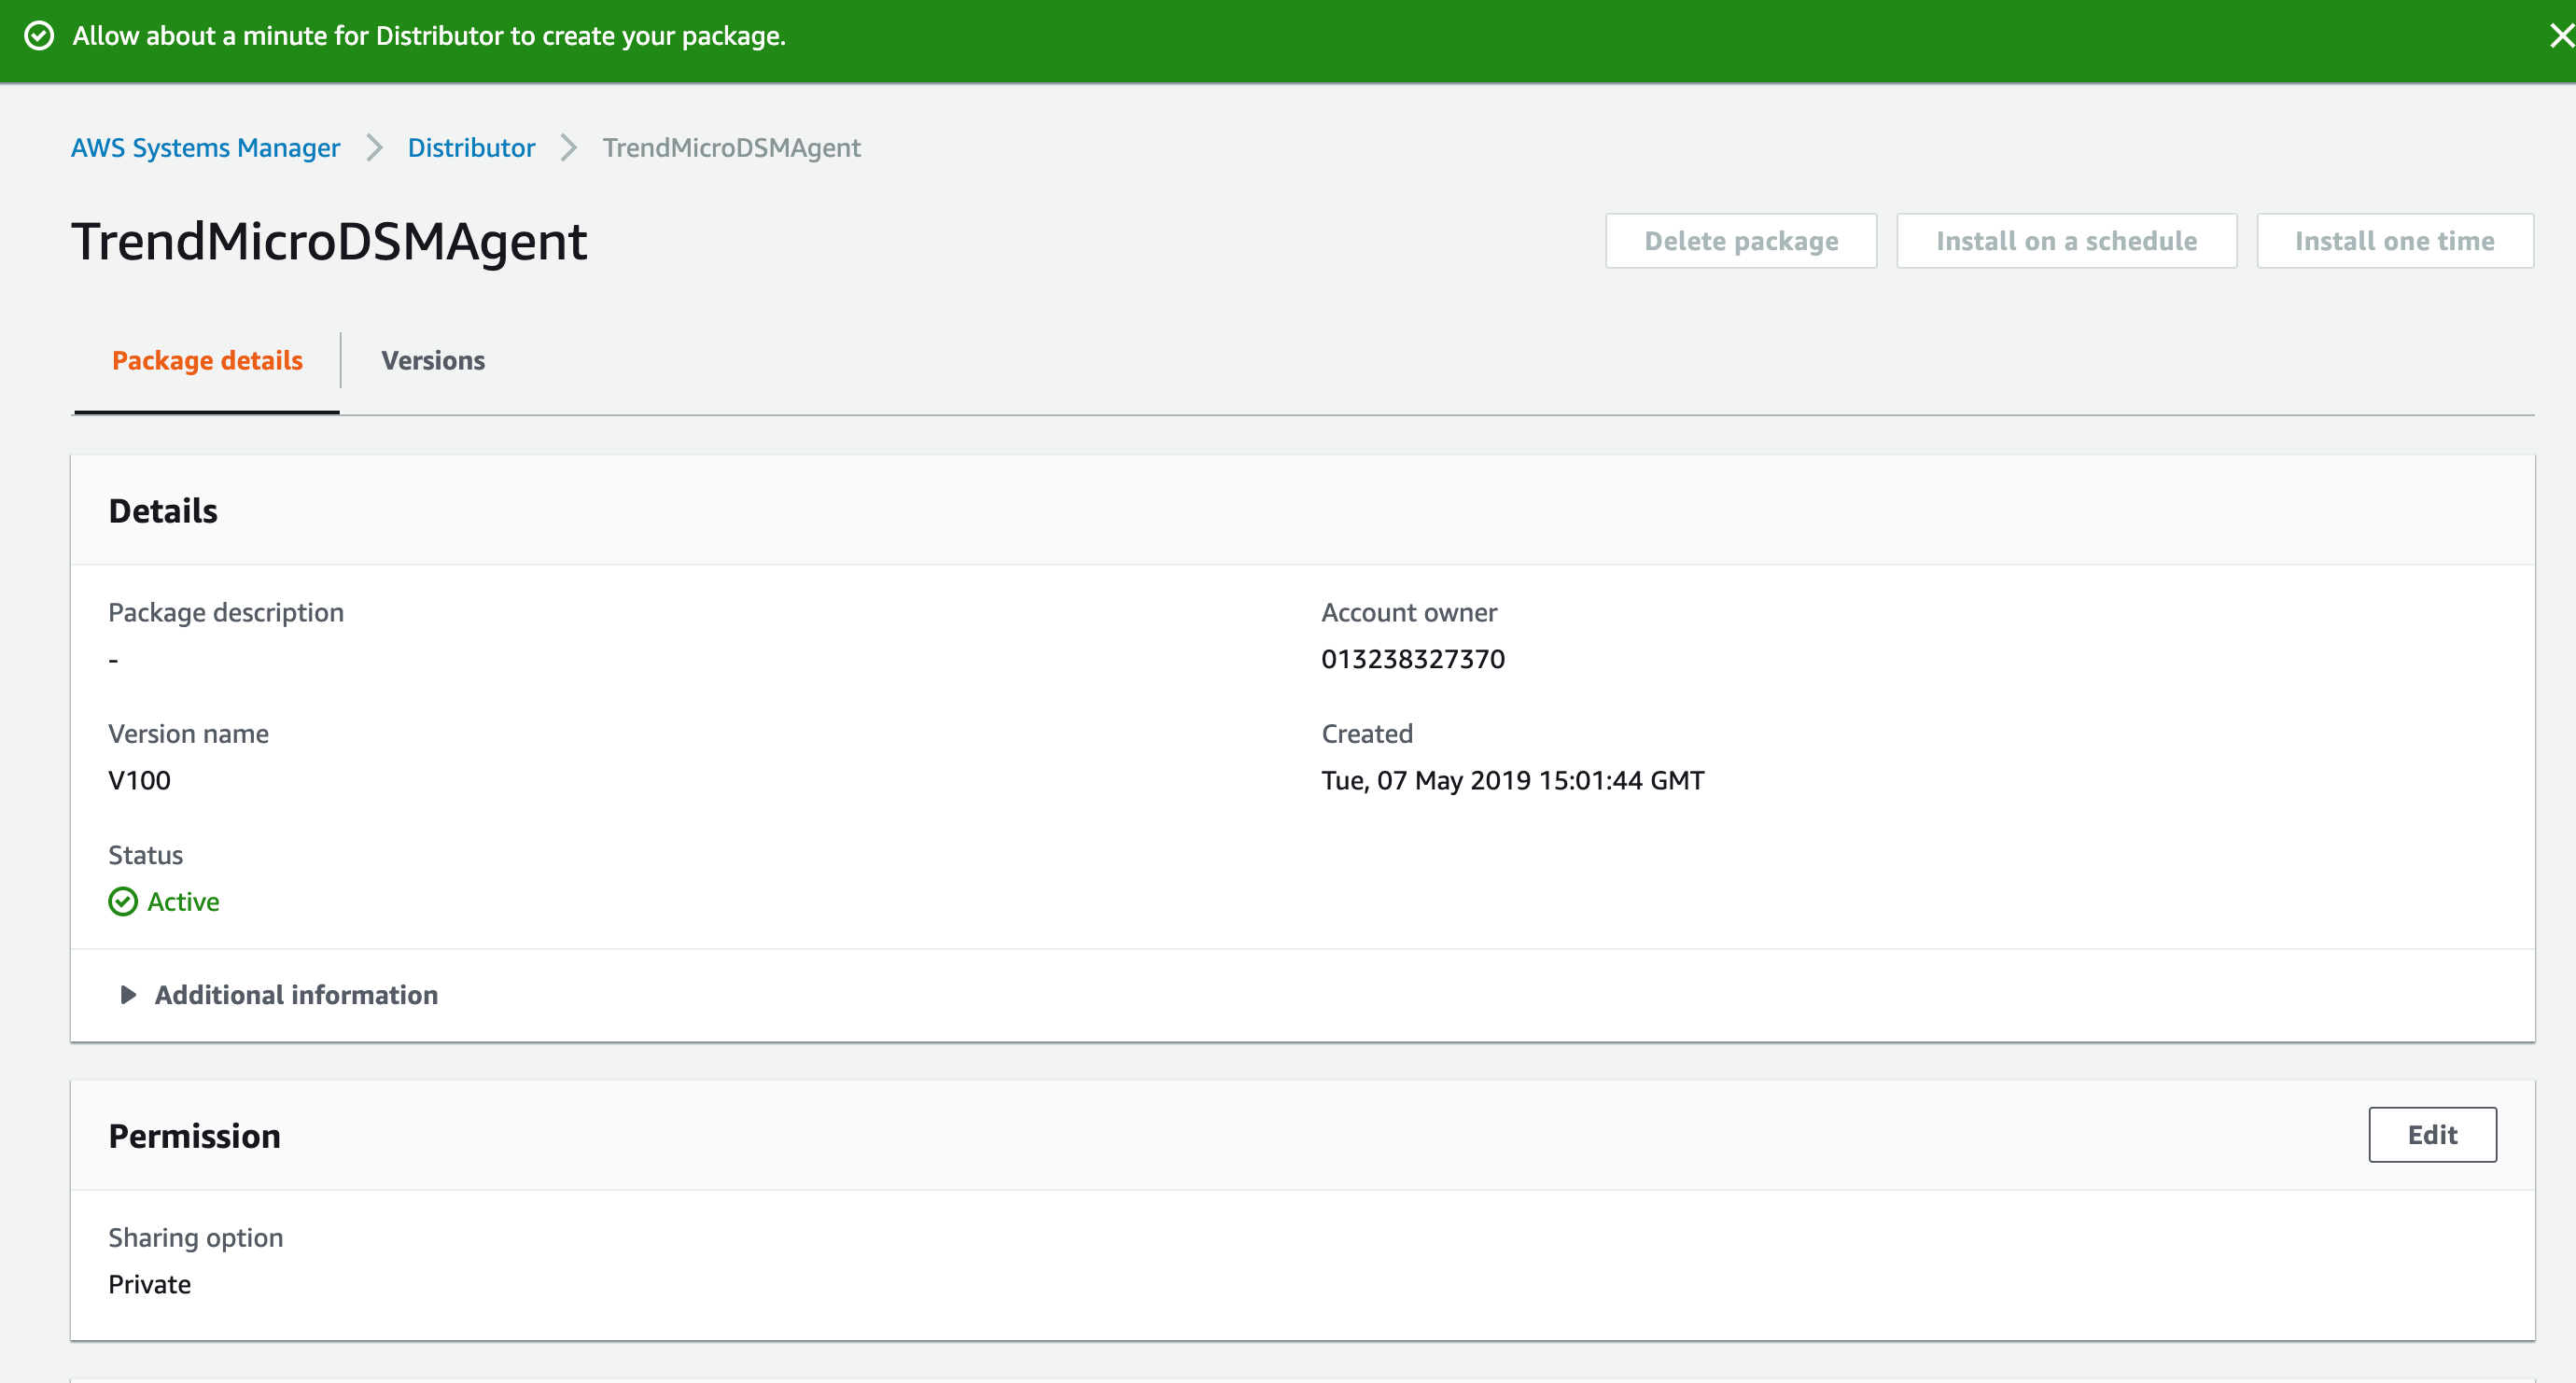 Allow about a minute for Distributor to create your package.
AWS Systems Manager Distributor TrendMicroDSMAgent
TrendMicroDSMAgent
Delete package Install on a schedule Install one time
Package details Versions
Details
Package description Account owner
- 013238327370
Version name Created
V100 Tue, 07 May 2019 15:01:44 GMT
Status
Active
Additional information
Permission Edit
Sharing option
Private